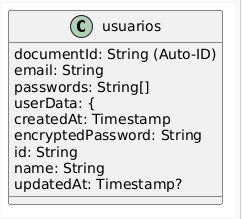 C usuarios
documentId: String (Auto-ID)
email: String
passwords: String[]
userData: {
createdAt: Timestamp
encryptedPassword: String
id: String
name: String
updatedAt: Timestamp?